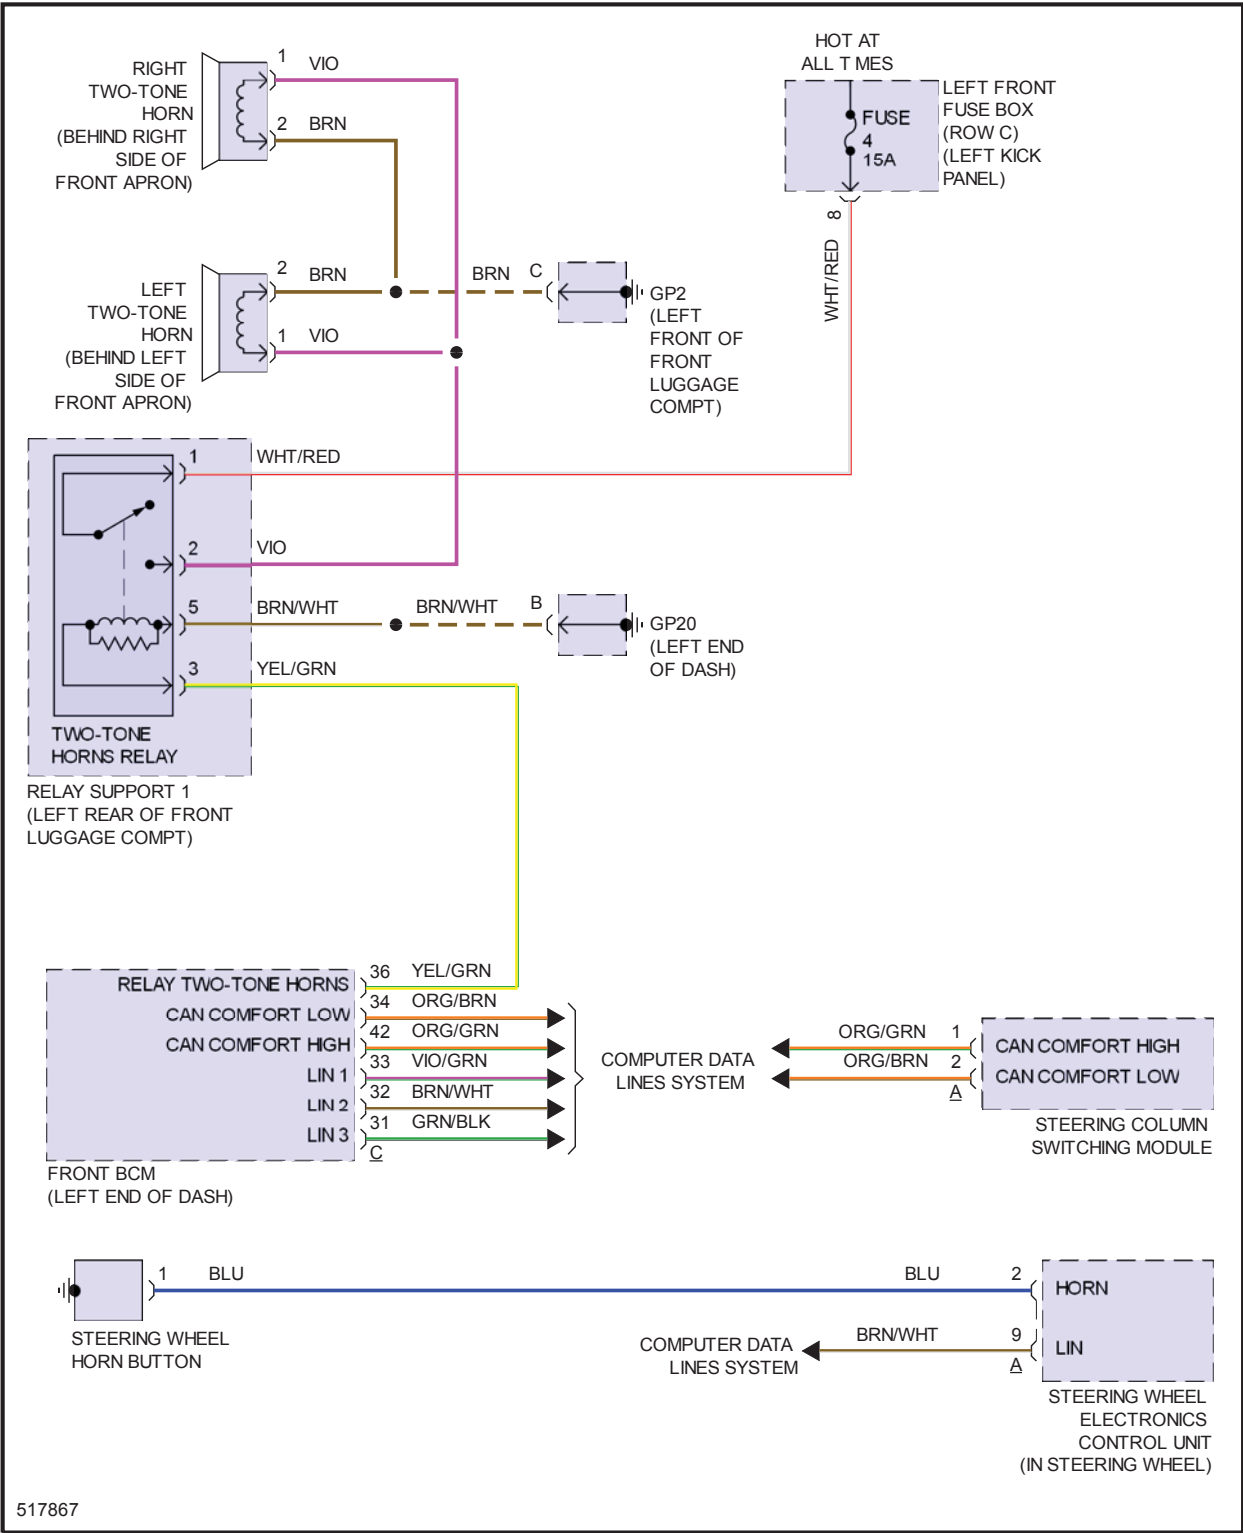 HOT AT
ALL T MES
LEFT FRONT
FUSE BOX
(ROW C)
(LEFT KICK
PANEL)
FUSE
4
15A
8
WHT/RED
RIGHT
TWO-TONE
HORN
(BEHIND RIGHT
SIDE OF
FRONT APRON)
1 VIO
2 BRN
LEFT
TWO-TONE
HORN
(BEHIND LEFT
SIDE OF
FRONT APRON)
2 BRN
BRN C
1 VIO
GP2
(LEFT
FRONT OF
FRONT
LUGGAGE
COMPT)
1 WHT/RED
2 VIO
5 BRN/WHT
BRN/WHT B
3 YEL/GRN
GP20
(LEFT END
OF DASH)
TWO-TONE
HORNS RELAY
RELAY SUPPORT 1
(LEFT REAR OF FRONT
LUGGAGE COMPT)
RELAY TWO-TONE HORNS 36 YEL/GRN
CAN COMFORT LOW 34 ORG/BRN
CAN COMFORT HIGH 42 ORG/GRN
LIN 1 33 VIO/GRN
LIN 2 32 BRN/WHT
LIN 3 31 GRN/BLK
C
FRONT BCM
(LEFT END OF DASH)
COMPUTER DATA
LINES SYSTEM
ORG/GRN 1 CAN COMFORT HIGH
ORG/BRN 2 CAN COMFORT LOW
A
STEERING COLUMN
SWITCHING MODULE
1 BLU
BLU 2 HORN
STEERING WHEEL
HORN BUTTON
COMPUTER DATA
LINES SYSTEM
BRN/WHT 9 LIN
A
STEERING WHEEL
ELECTRONICS
CONTROL UNIT
(IN STEERING WHEEL)
517867